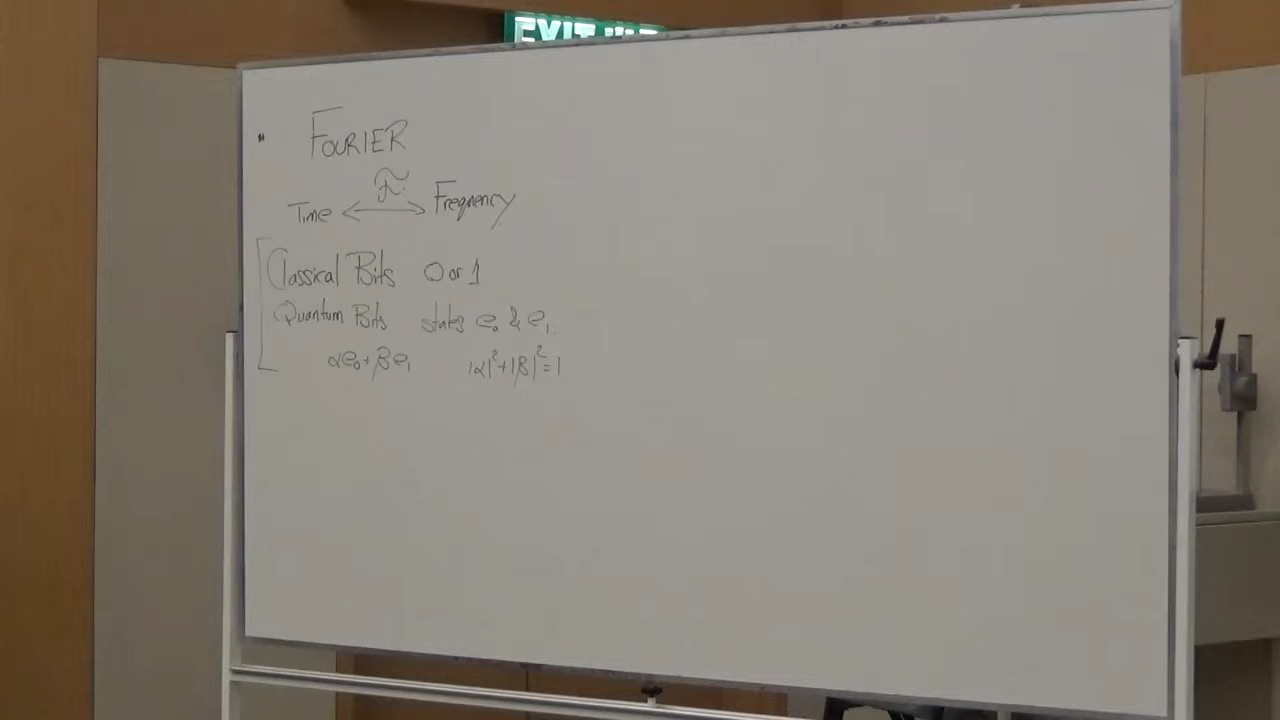 EXIT
FOURIER
ℱ
Time ⟷ Frequency
Classical Bits 0 or 1
Quantum Bits states e₀ & e₁
αe₀ + βe₁ |α|² + |β|² = 1